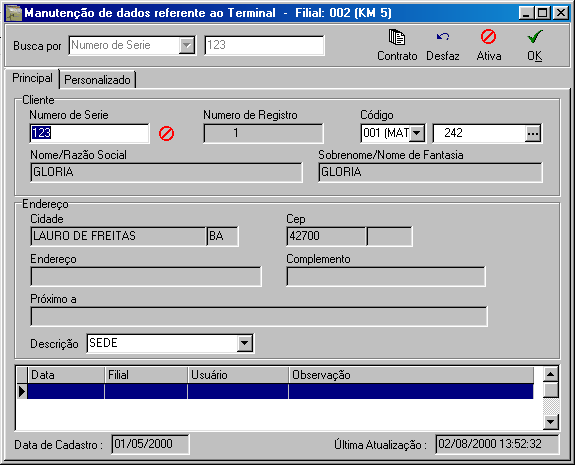 Manutenção de dados referente ao Terminal - Filial: 002 (KM 5)
Busca por Numero de Serie 123
Contrato Desfaz Ativa OK
Principal Personalizado
Cliente
Numero de Serie Numero de Registro Código
123 1 001 (MAT 242 ...
Nome/Razão Social Sobrenome/Nome de Fantasia
GLORIA GLORIA
Endereço
Cidade Cep
LAURO DE FREITAS BA 42700
Endereço Complemento
Próximo a
Descrição SEDE
Data Filial Usuário Observação
Data de Cadastro : 01/05/2000 Última Atualização : 02/08/2000 13:52:32